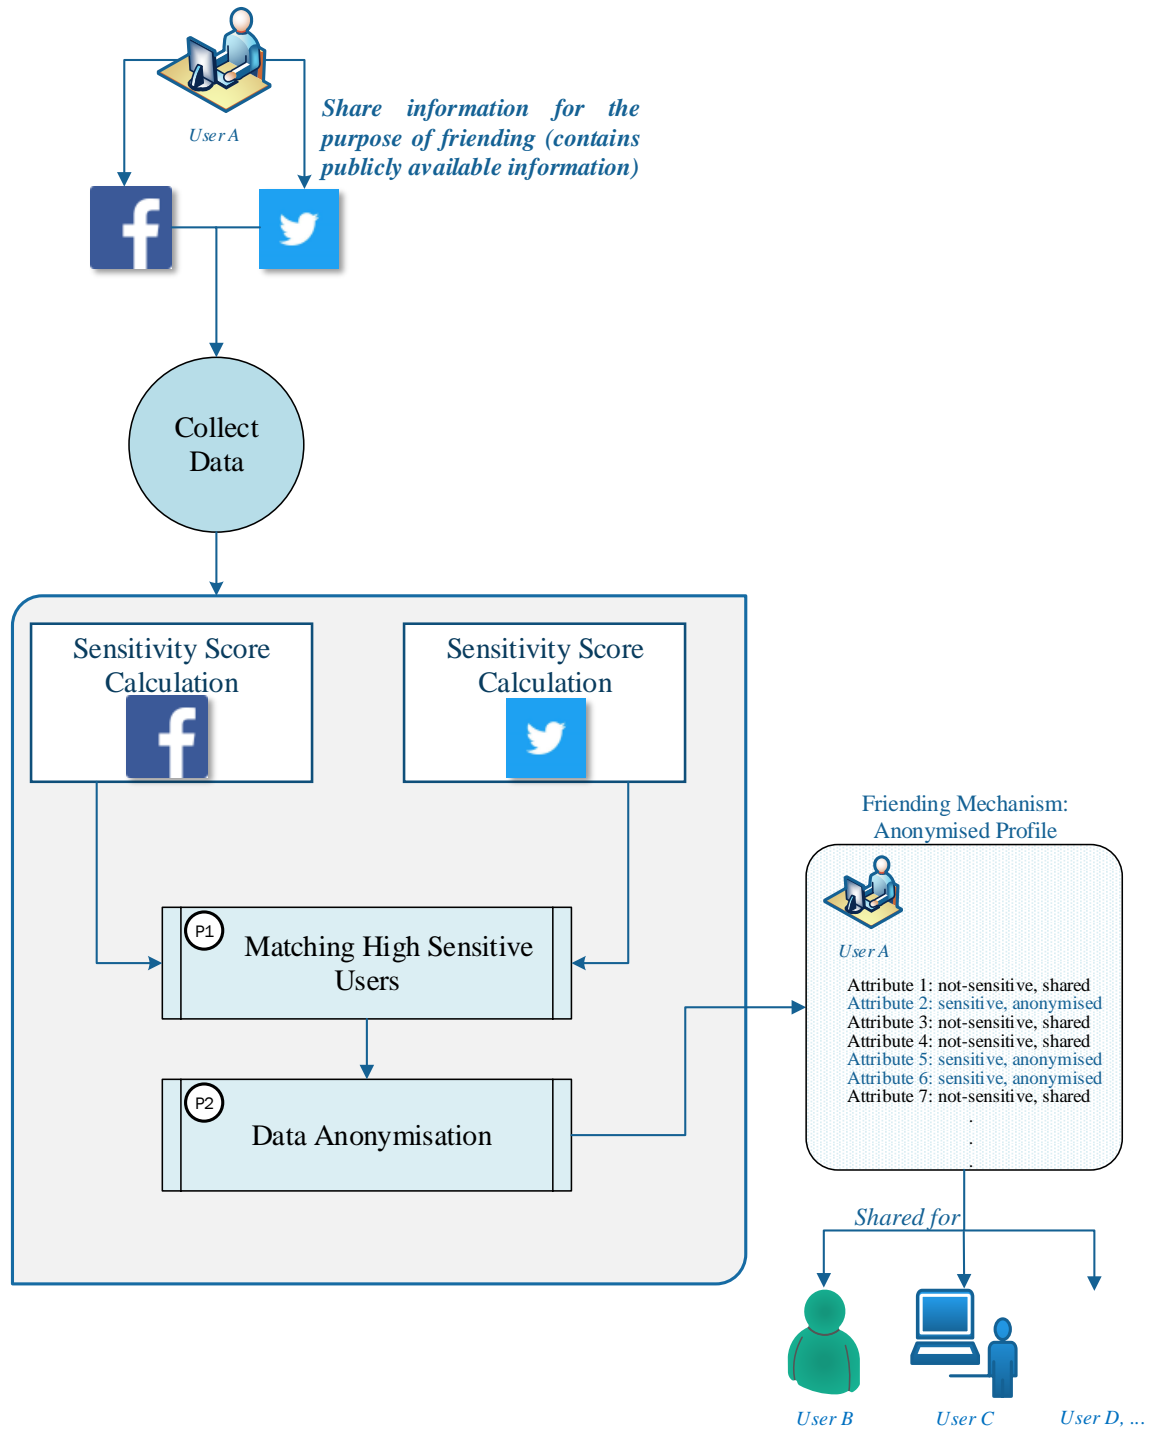 User A
Share information for the
purpose of friending (contains
publicly available information)
Collect
Data
Sensitivity Score
Calculation
Sensitivity Score
Calculation
P1
Matching High Sensitive
Users
P2
Data Anonymisation
Friending Mechanism:
Anonymised Profile
User A
Attribute 1: not-sensitive, shared
Attribute 2: sensitive, anonymised
Attribute 3: not-sensitive, shared
Attribute 4: not-sensitive, shared
Attribute 5: sensitive, anonymised
Attribute 6: sensitive, anonymised
Attribute 7: not-sensitive, shared
.
.
.
Shared for
User B
User C
User D, ...